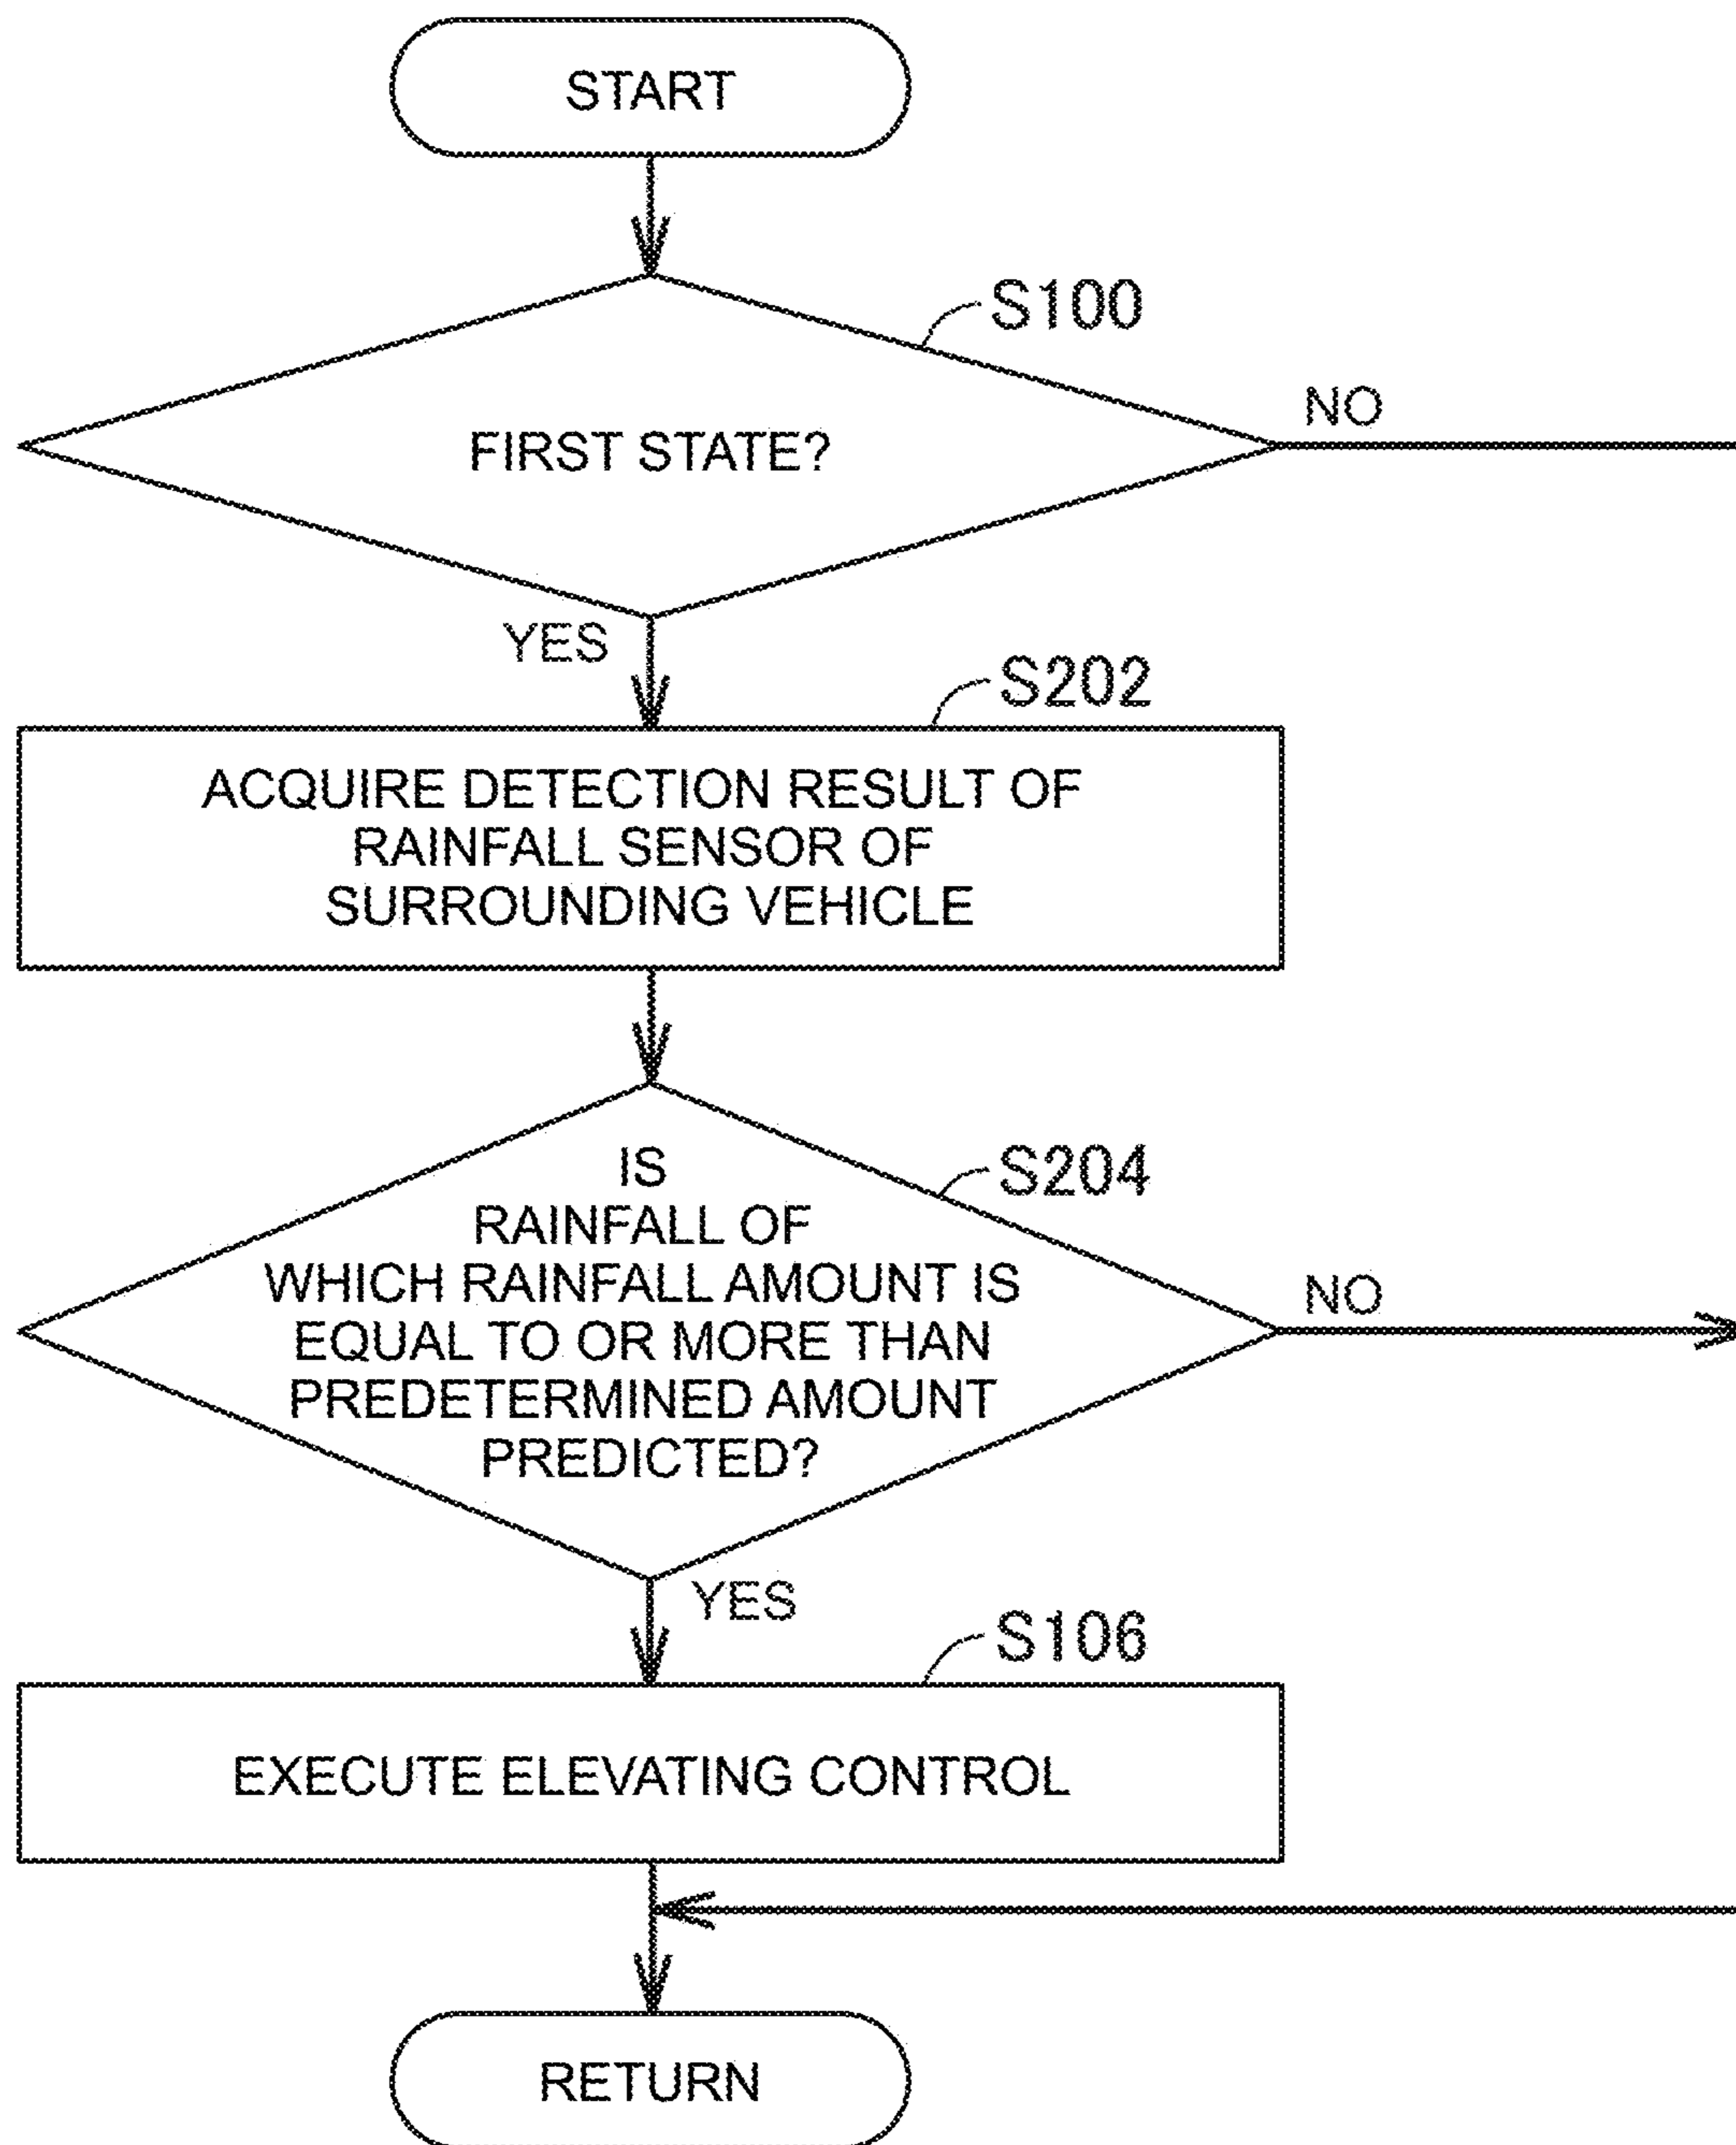 START
S100
FIRST STATE?
NO
YES
S202
ACQUIRE DETECTION RESULT OF
RAINFALL SENSOR OF
SURROUNDING VEHICLE
S204
IS
RAINFALL OF
WHICH RAINFALL AMOUNT IS
EQUAL TO OR MORE THAN
PREDETERMINED AMOUNT
PREDICTED?
NO
YES
S106
EXECUTE ELEVATING CONTROL
RETURN